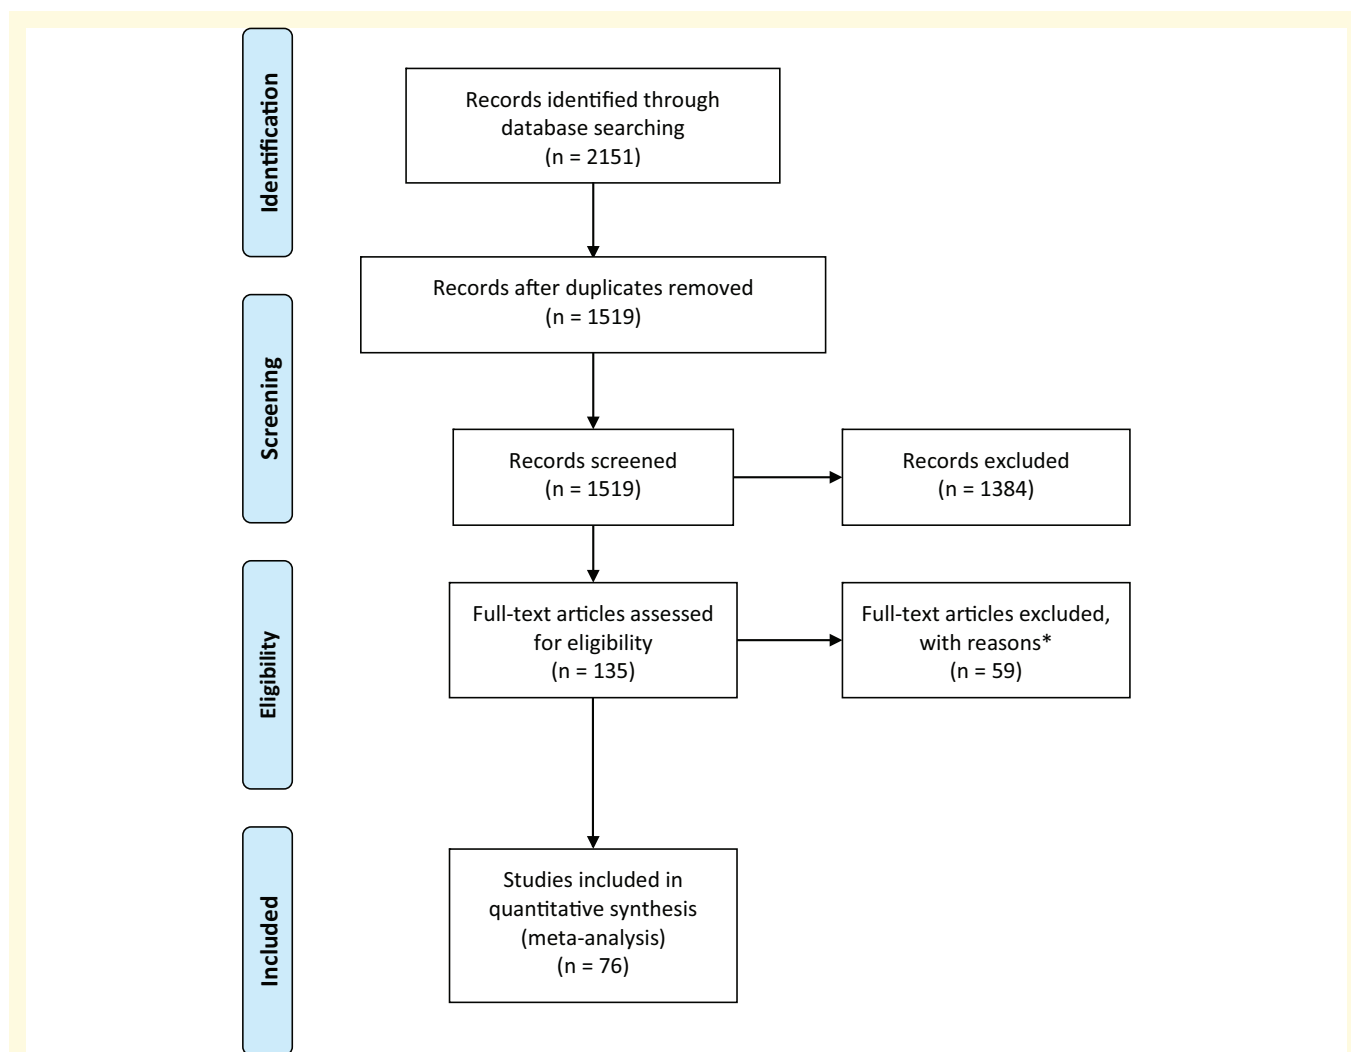 Identification
Records identified through
database searching
(n = 2151)
Records after duplicates removed
(n = 1519)
Screening
Records screened
(n = 1519)
Records excluded
(n = 1384)
Eligibility
Full-text articles assessed
for eligibility
(n = 135)
Full-text articles excluded,
with reasons*
(n = 59)
Included
Studies included in
quantitative synthesis
(meta-analysis)
(n = 76)